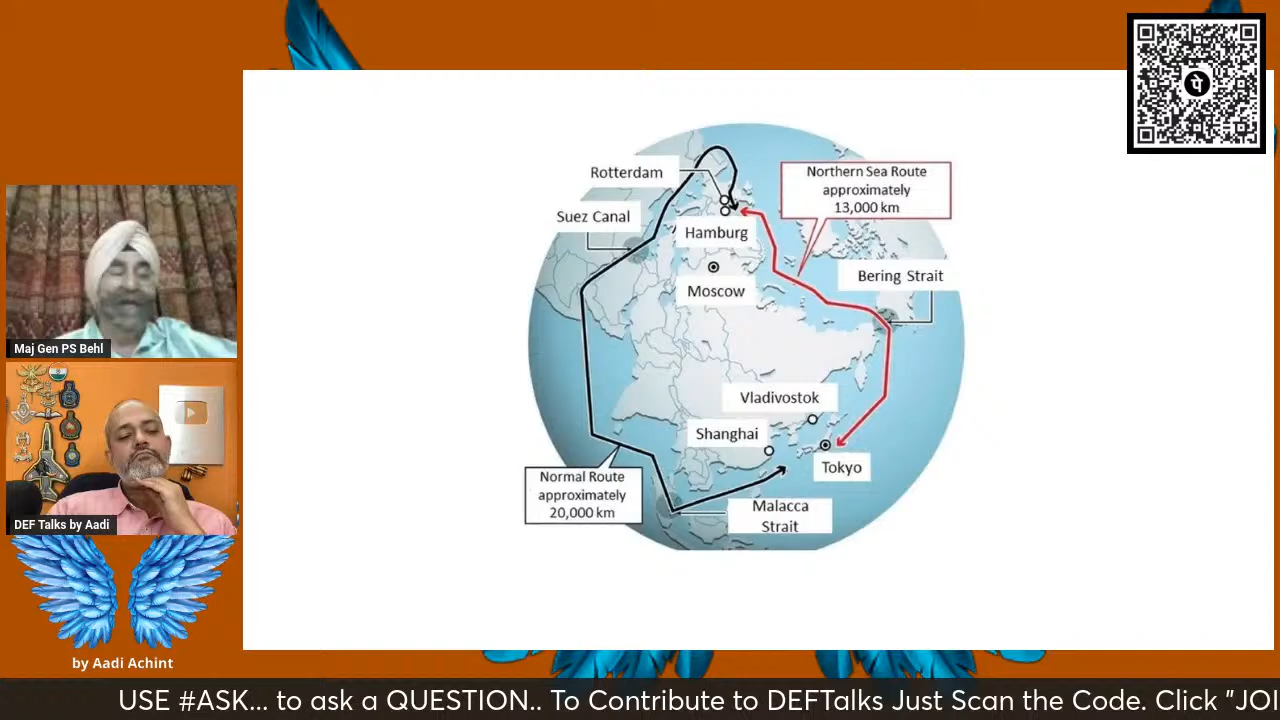 पे
Rotterdam
Northern Sea Route
approximately
13,000 km
Suez Canal
Hamburg
Bering Strait
Moscow
Vladivostok
Shanghai
Tokyo
Normal Route
approximately
20,000 km
Malacca
Strait
Maj Gen PS Behl
DEF Talks by Aadi
by Aadi Achint
USE #ASK... to ask a QUESTION.. To Contribute to DEFTalks Just Scan the Code. Click "JOI